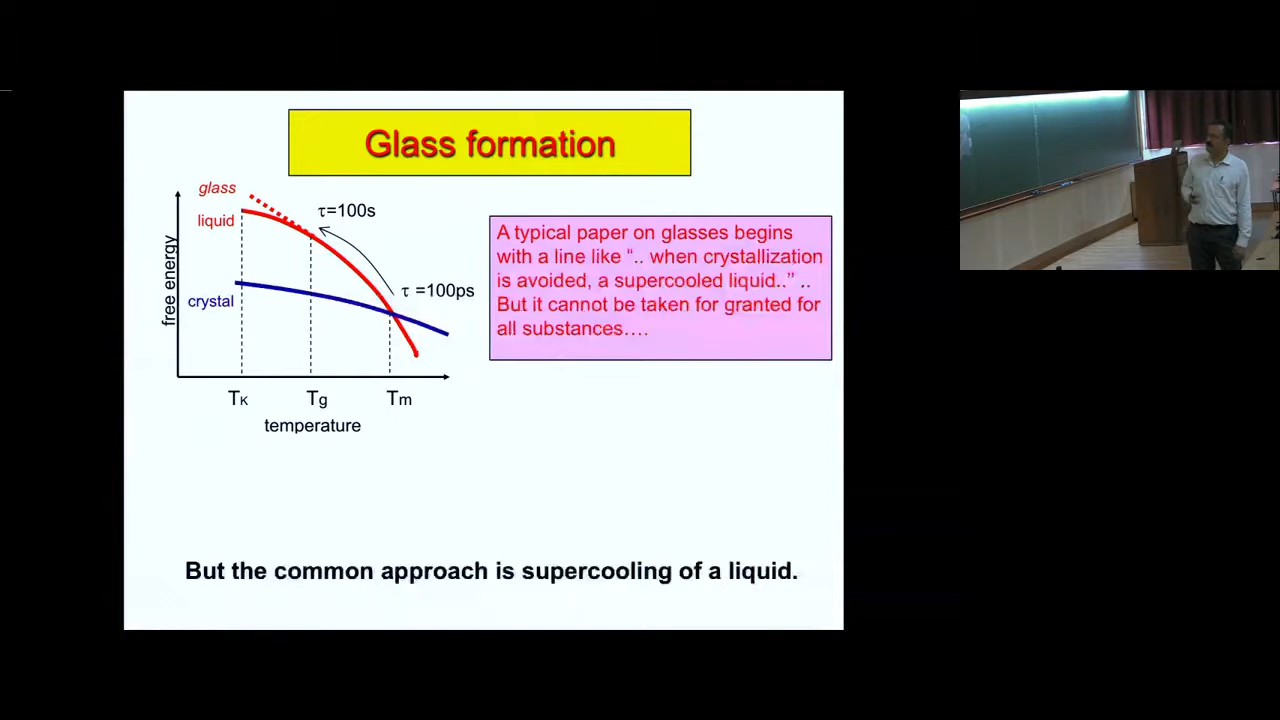 Glass formation
glass
liquid
crystal
free energy
τ=100s
τ =100ps
TK
Tg
Tm
temperature
A typical paper on glasses begins
with a line like “.. when crystallization
is avoided, a supercooled liquid..” ..
But it cannot be taken for granted for
all substances….
But the common approach is supercooling of a liquid.